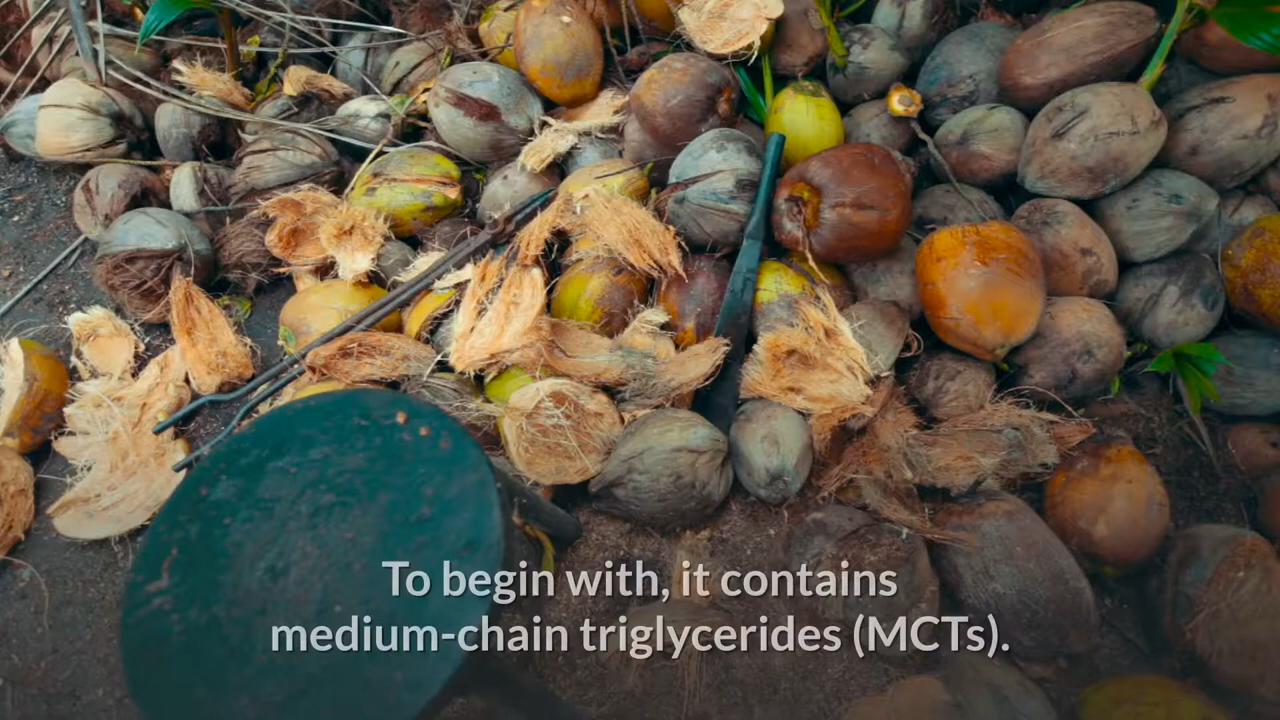 To begin with, it contains
medium-chain triglycerides (MCTs).